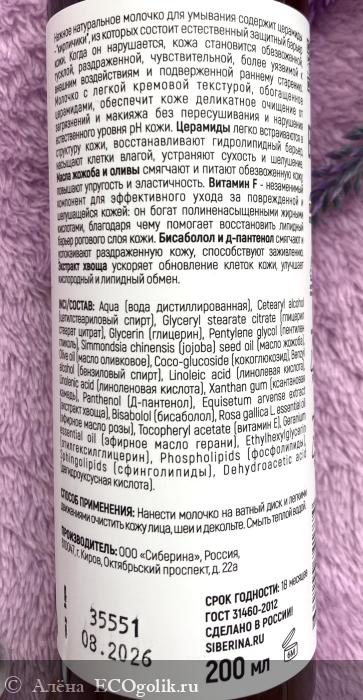 Нежное натуральное молочко для умывания содержит церамиды
- "кирпичики", из которых состоит естественный защитный барьер
кожи. Когда он нарушается, кожа становится обезвоженной,
тусклой, раздраженной, чувствительной, более уязвимой к
внешним воздействиям и подверженной раннему старению.
Молочко с легкой кремовой текстурой, обогащенное
церамидами, обеспечит коже деликатное очищение от
загрязнений и макияжа без пересушивания и нарушения
естественного уровня pH кожи. Церамиды легко встраиваются в
структуру кожи, восстанавливают гидролипидный барьер,
насыщают клетки влагой, устраняют сухость и шелушение.
Масла жожоба и оливы смягчают и питают обезвоженную кожу,
повышают упругость и эластичность. Витамин F - незаменимый
компонент для эффективного ухода за поврежденной и
шелушащейся кожей: он богат полиненасыщенными жирными
кислотами, благодаря чему помогает восстановить липидный
барьер рогового слоя кожи. Бисаболол и д-пантенол смягчают и
успокаивают раздраженную кожу, способствуют заживлению.
Экстракт хвоща ускоряет обновление клеток кожи, улучшает
кислородный и липидный обмен.
INCI/СОСТАВ: Aqua (вода дистиллированная), Cetearyl alcohol
(цетилстеариловый спирт), Glyceryl stearate citrate (глицерил
стеарат цитрат), Glycerin (глицерин), Pentylene glycol (пентилен
гликоль), Simmondsia chinensis (jojoba) seed oil (масло жожоба),
Olive oil (масло оливковое), Coco-glucoside (кокоглюкозид), Benzyl
alcohol (бензиловый спирт), Linoleic acid (линолевая кислота),
Linolenic acid (линоленовая кислота), Xanthan gum (ксантановая
камедь), Panthenol (Д-пантенол), Equisetum arvense extract
(экстракт хвоща), Bisabolol (бисаболол), Rosa gallica L. essential oil
(эфирное масло розы), Tocopheryl acetate (витамин Е), Geranium
essential oil (эфирное масло герани), Ethylhexylglycerin
(этилгексилглицерин), Phospholipids (фосфолипиды),
Sphingolipids (сфинголипиды), Dehydroacetic acid
(дегидроуксусная кислота).
СПОСОБ ПРИМЕНЕНИЯ: Нанести молочко на ватный диск и легкими
движениями очистить кожу лица, шеи и декольте. Смыть теплой водой.
ПРОИЗВОДИТЕЛЬ: ООО «Сиберина», Россия,
610047, г. Киров, Октябрьский проспект, д. 22а
35551
08.2026
СРОК ГОДНОСТИ: 18 месяцев
ГОСТ 31460-2012
СДЕЛАНО В РОССИИ
SIBERINA.RU
200 мл
6M
Алёна ECOgolik.ru